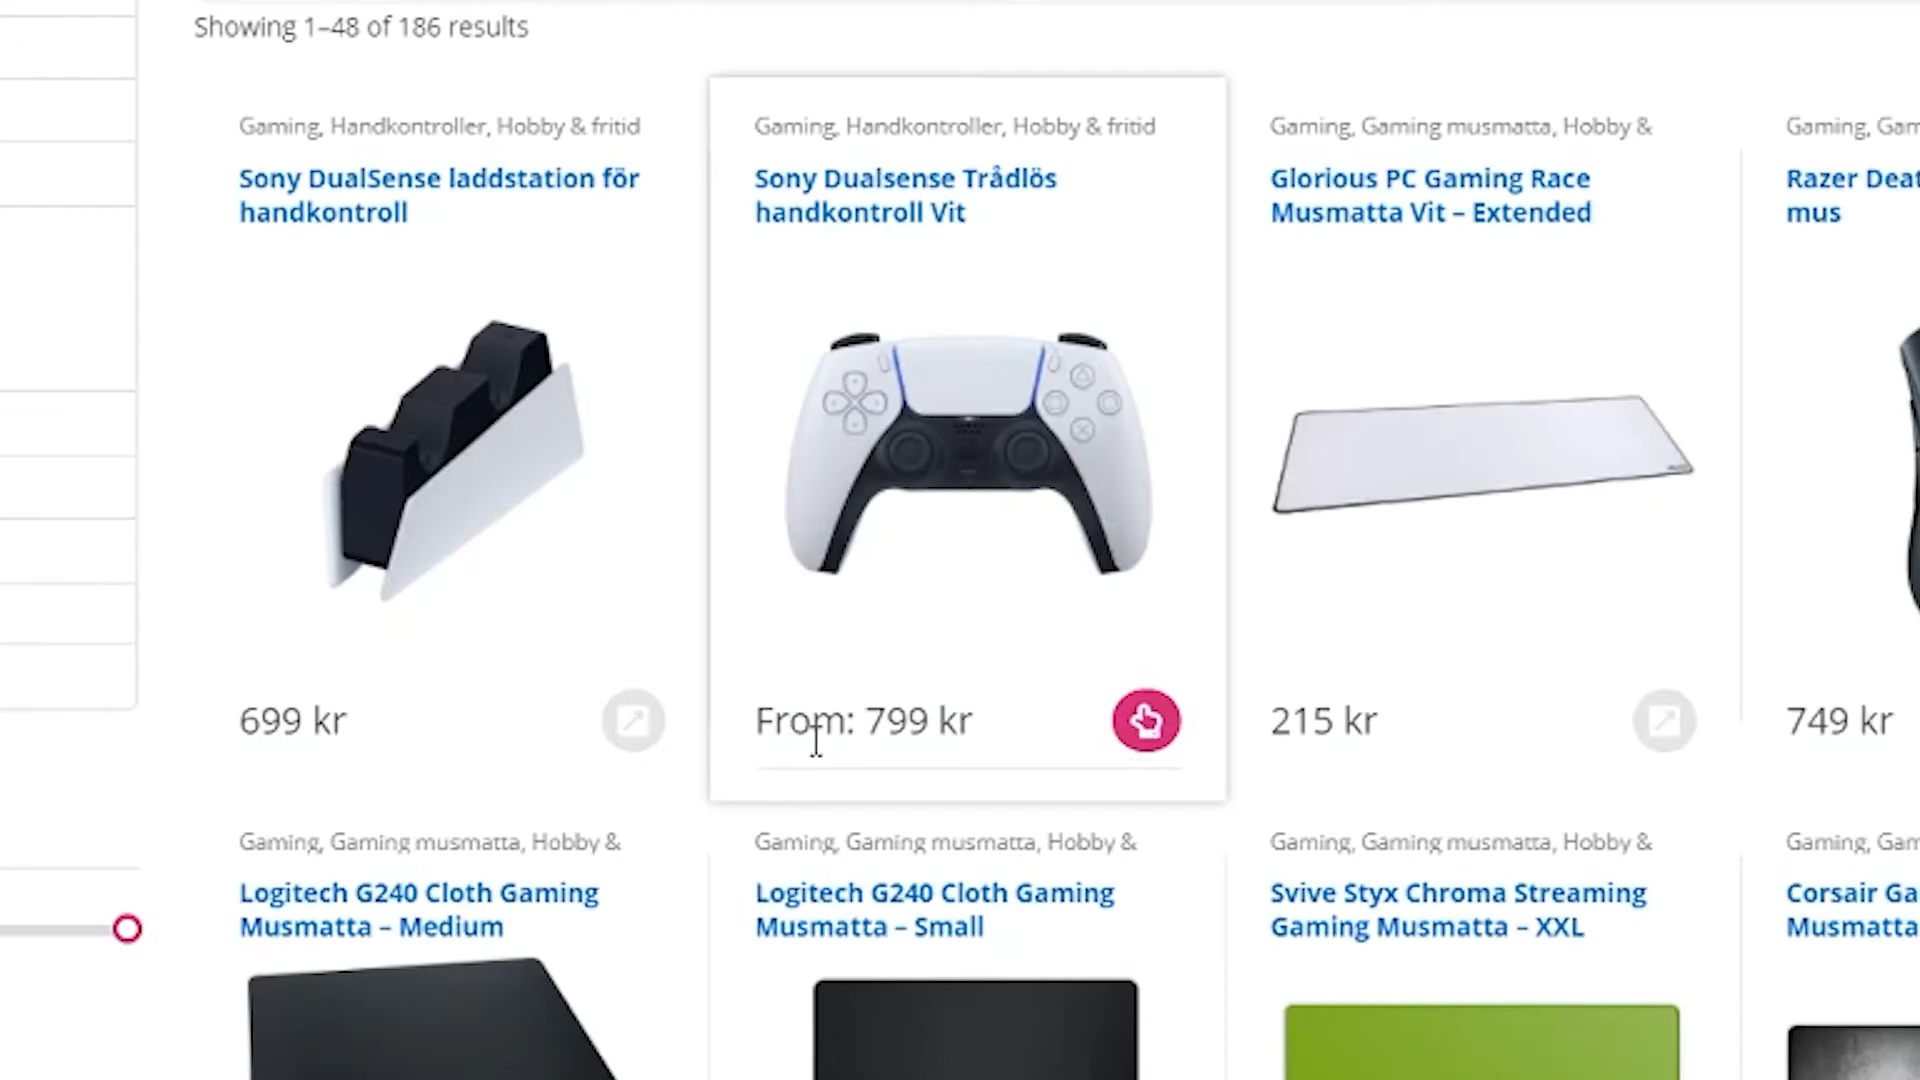 Showing 1–48 of 186 results
Gaming, Handkontroller, Hobby & fritid
Sony DualSense laddstation för
handkontroll
699 kr
Gaming, Handkontroller, Hobby & fritid
Sony Dualsense Trådlös
handkontroll Vit
From: 799 kr
Gaming, Gaming musmatta, Hobby &
Glorious PC Gaming Race
Musmatta Vit – Extended
215 kr
Gaming, Gam
Razer Deat
mus
749 kr
Gaming, Gaming musmatta, Hobby &
Logitech G240 Cloth Gaming
Musmatta – Medium
Gaming, Gaming musmatta, Hobby &
Logitech G240 Cloth Gaming
Musmatta – Small
Gaming, Gaming musmatta, Hobby &
Svive Styx Chroma Streaming
Gaming Musmatta – XXL
Gaming, Gam
Corsair Ga
Musmatta